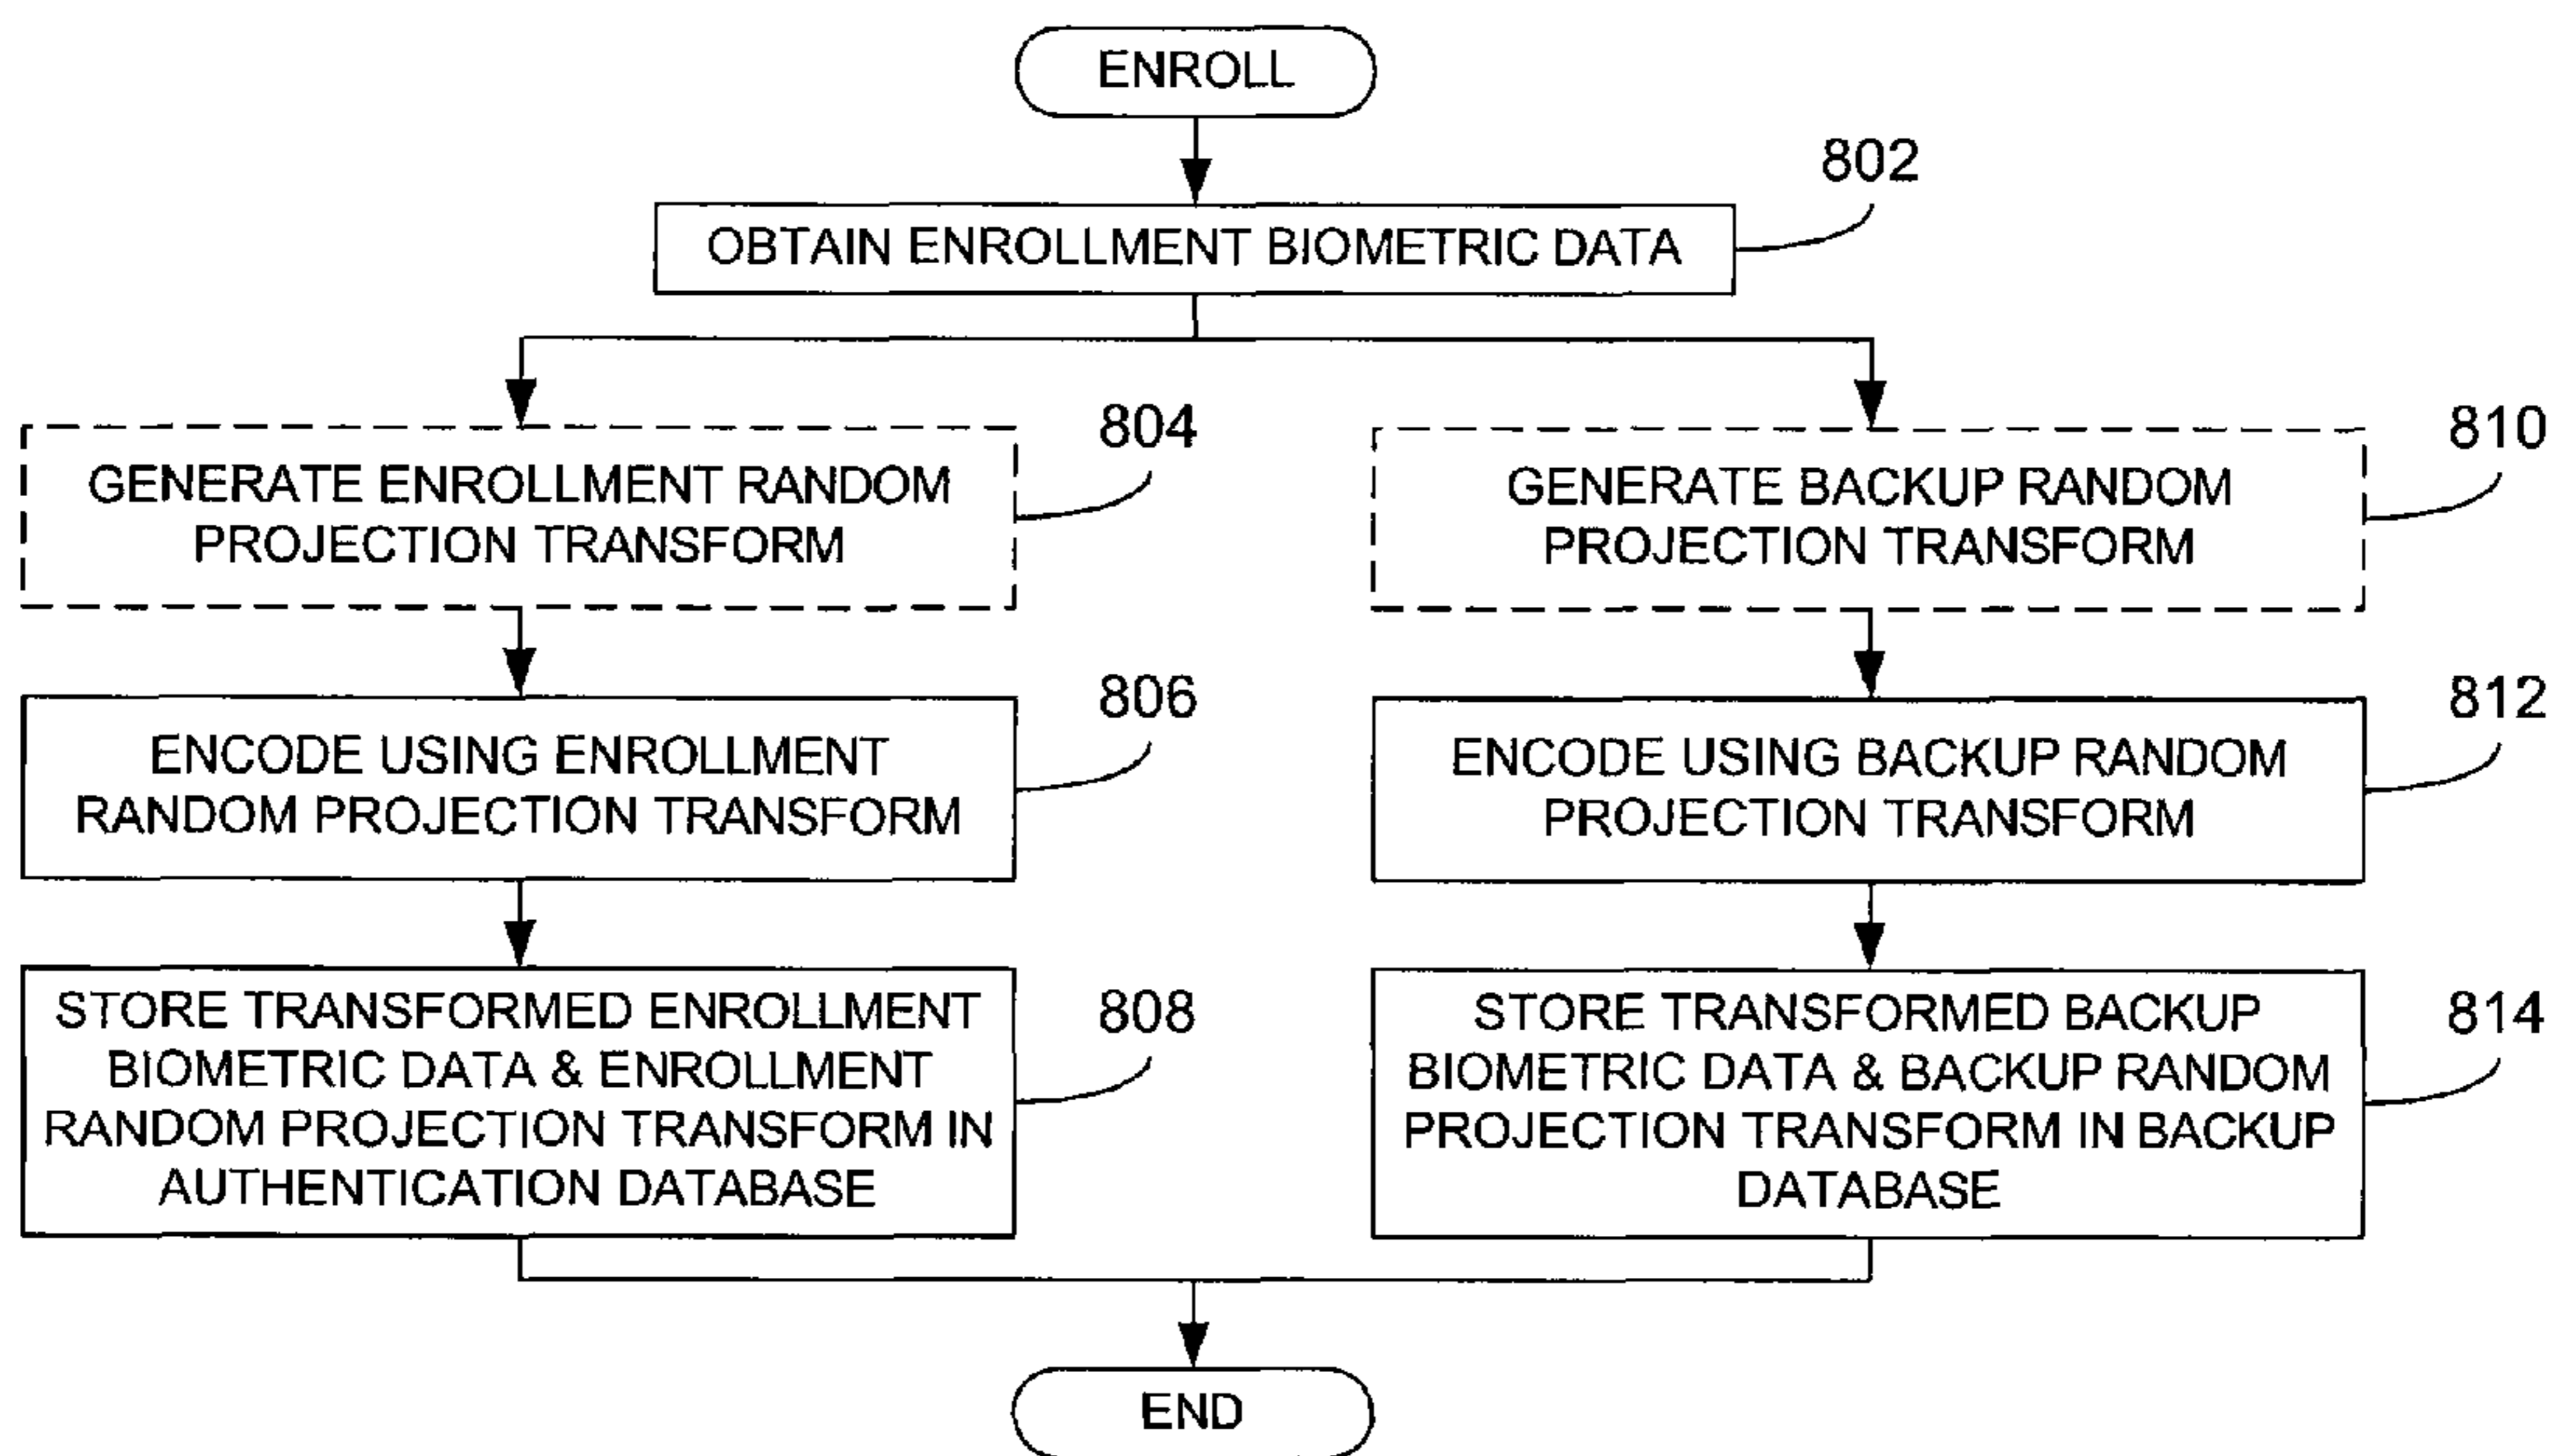 ENROLL
802
OBTAIN ENROLLMENT BIOMETRIC DATA
804
GENERATE ENROLLMENT RANDOM
PROJECTION TRANSFORM
806
ENCODE USING ENROLLMENT
RANDOM PROJECTION TRANSFORM
808
STORE TRANSFORMED ENROLLMENT
BIOMETRIC DATA & ENROLLMENT
RANDOM PROJECTION TRANSFORM IN
AUTHENTICATION DATABASE
810
GENERATE BACKUP RANDOM
PROJECTION TRANSFORM
812
ENCODE USING BACKUP RANDOM
PROJECTION TRANSFORM
814
STORE TRANSFORMED BACKUP
BIOMETRIC DATA & BACKUP RANDOM
PROJECTION TRANSFORM IN BACKUP
DATABASE
END